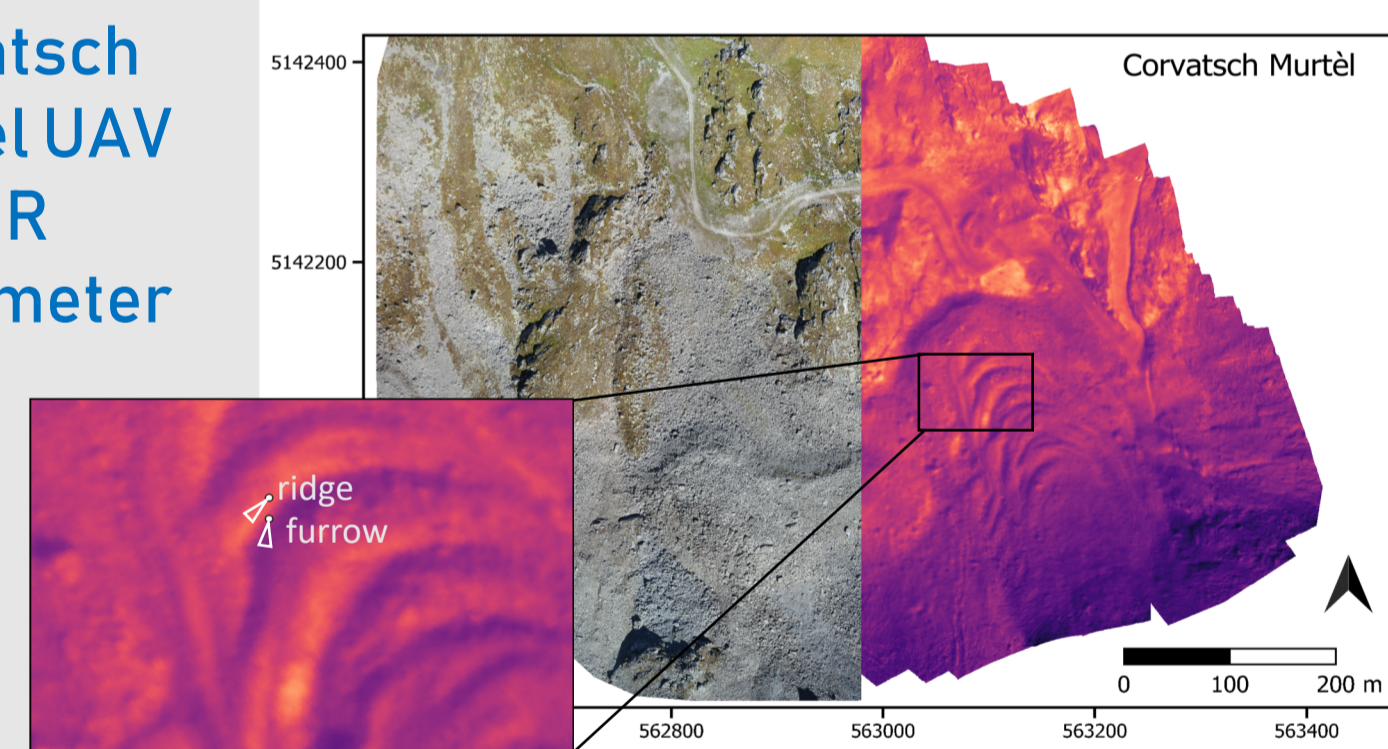 atsch
el UAV
R
meter
5142400
5142200
Corvatsch Murtèl
ridge
furrow
0 100 200 m
562800 563000 563200 563400